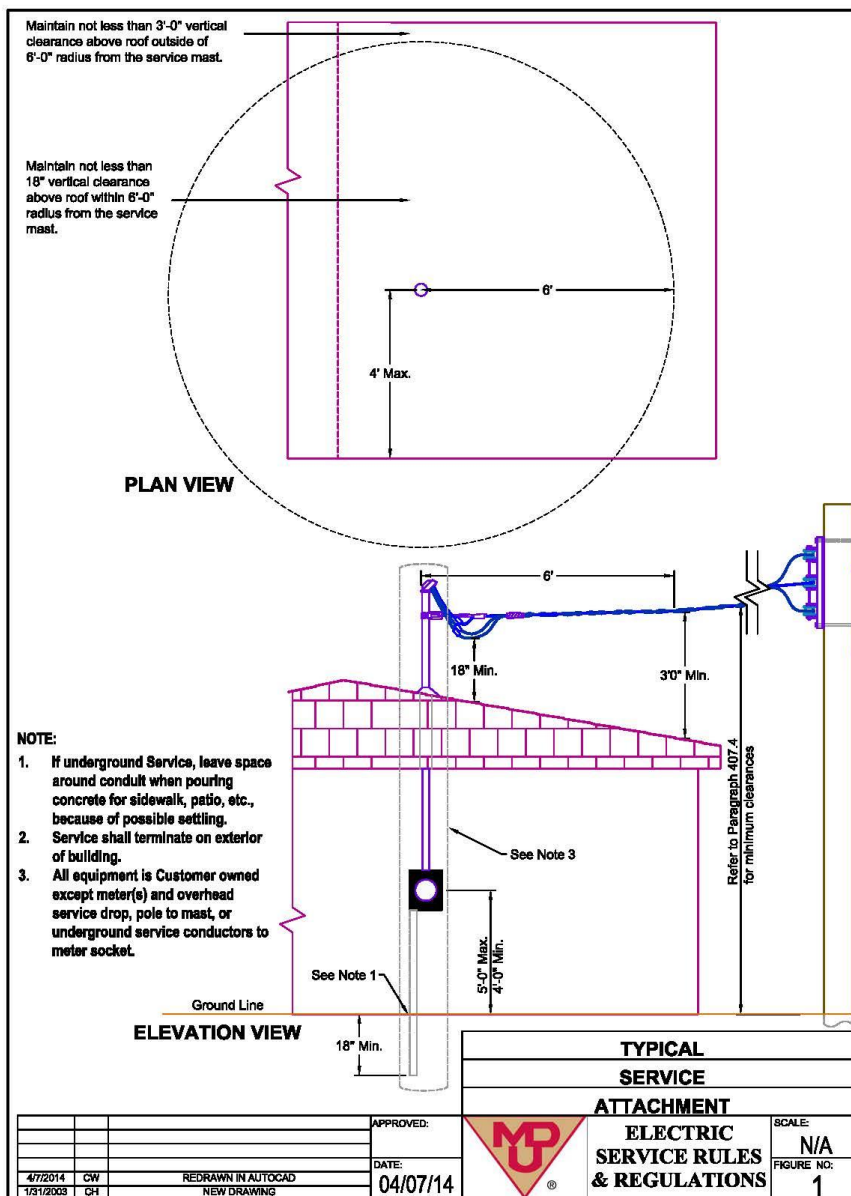 Maintain not less than 3'-0" vertical
clearance above roof outside of
6'-0" radius from the service mast.
Maintain not less than
18" vertical clearance
above roof within 6'-0"
radius from the service
mast.
6'
4' Max.
PLAN VIEW
6'
18" Min.
3'0" Min.
NOTE:
1. If underground Service, leave space
around conduit when pouring
concrete for sidewalk, patio, etc.,
because of possible settling.
2. Service shall terminate on exterior
of building.
3. All equipment is Customer owned
except meter(s) and overhead
service drop, pole to mast, or
underground service conductors to
meter socket.
See Note 3
Refer to Paragraph 407.4
for minimum clearances
5'-0" Max.
4'-0" Min.
See Note 1
Ground Line
ELEVATION VIEW
18" Min.
TYPICAL
SERVICE
ATTACHMENT
APPROVED:
MDU
®
ELECTRIC
SERVICE RULES
& REGULATIONS
SCALE:
N/A
DATE:
04/07/14
FIGURE NO:
1
4/7/2014 CW REDRAWN IN AUTOCAD
1/31/2003 CH NEW DRAWING